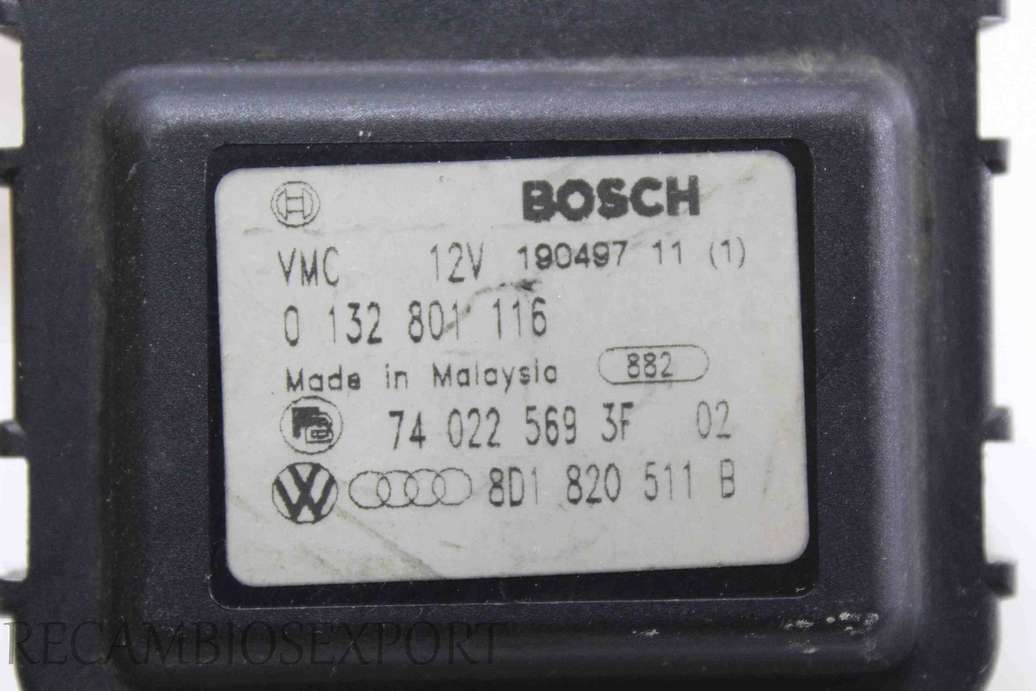 BOSCH
VMC 12V 190497 11 (1)
0 132 801 116
Made in Malaysia 882
74 022 569 3F 02
8D1 820 511 B
RECAMBIOSEXPORT